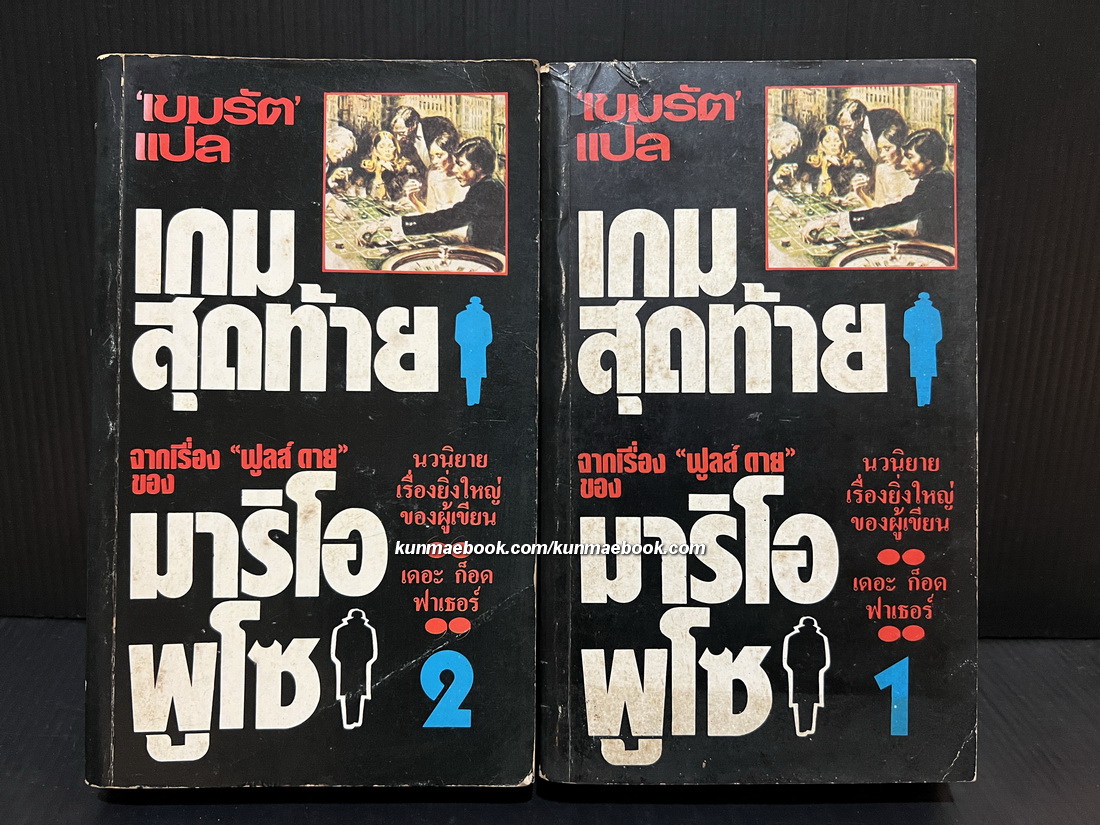 'เขมรัต'
แปล
เกม
สุดท้าย
จากเรื่อง “ฟูลส์ ดาย”
ของ
มาริโอ
พูโซ
นวนิยาย
เรื่องยิ่งใหญ่
ของผู้เขียน
เดอะ ก็อด
ฟาเธอร์
2
'เขมรัต'
แปล
เกม
สุดท้าย
จากเรื่อง “ฟูลส์ ดาย”
ของ
มาริโอ
พูโซ
นวนิยาย
เรื่องยิ่งใหญ่
ของผู้เขียน
เดอะ ก็อด
ฟาเธอร์
1
kunmaebook.com/kunmaebook.com